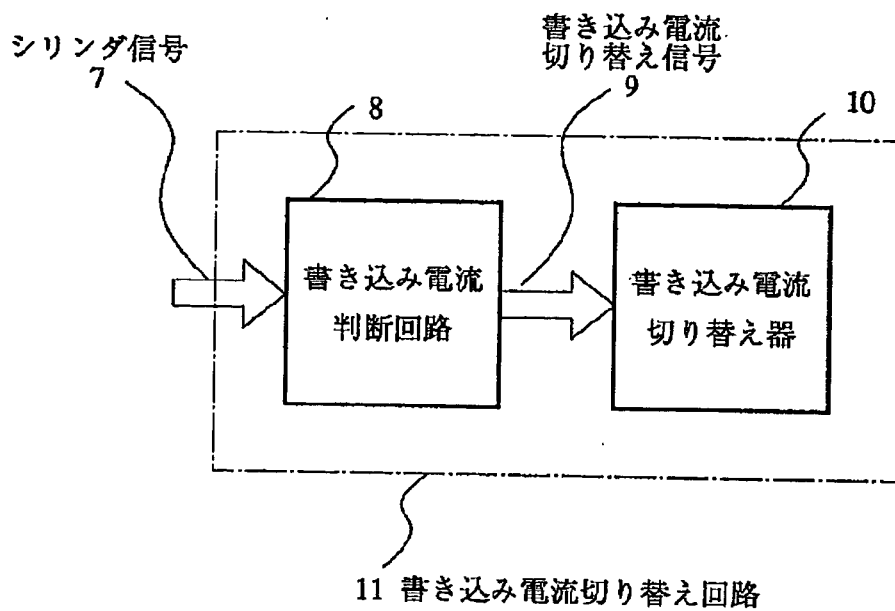 シリンダ信号
7
書き込み電流
切り替え信号
9
8
10
書き込み電流
判断回路
書き込み電流
切り替え器
11 書き込み電流切り替え回路